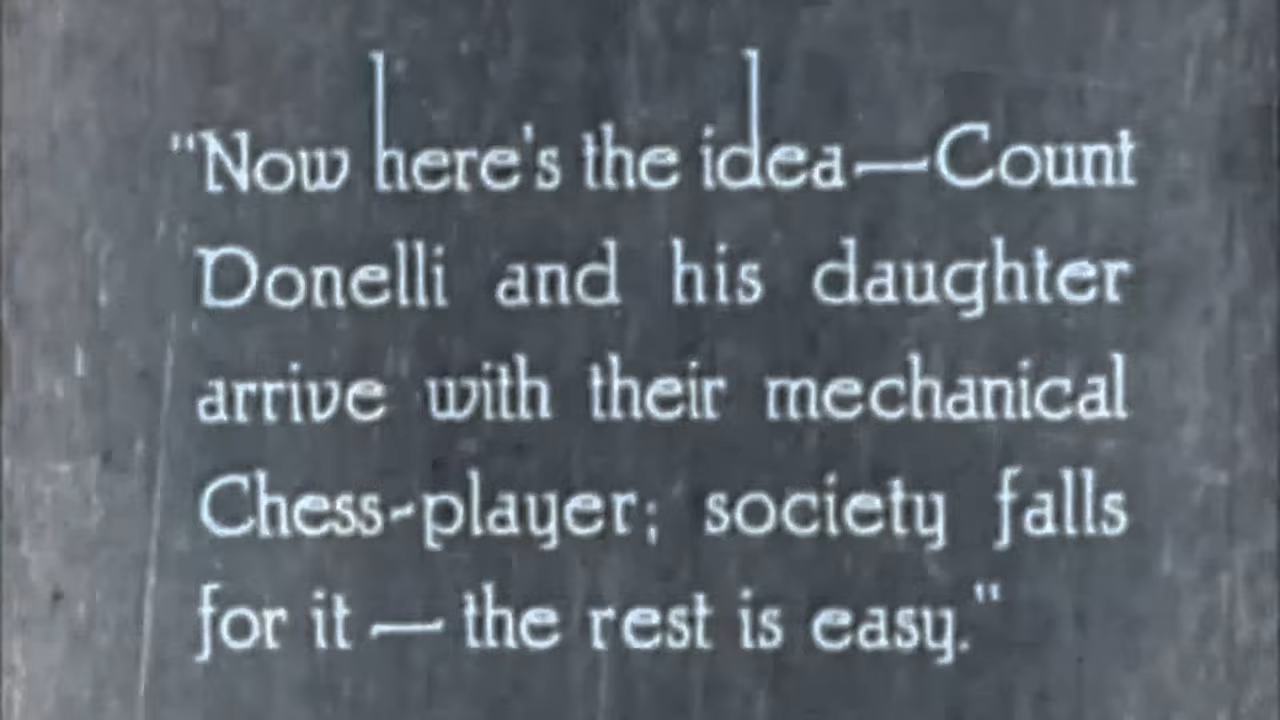 "Now here's the idea—Count
Donelli and his daughter
arrive with their mechanical
Chess-player; society falls
for it — the rest is easy."